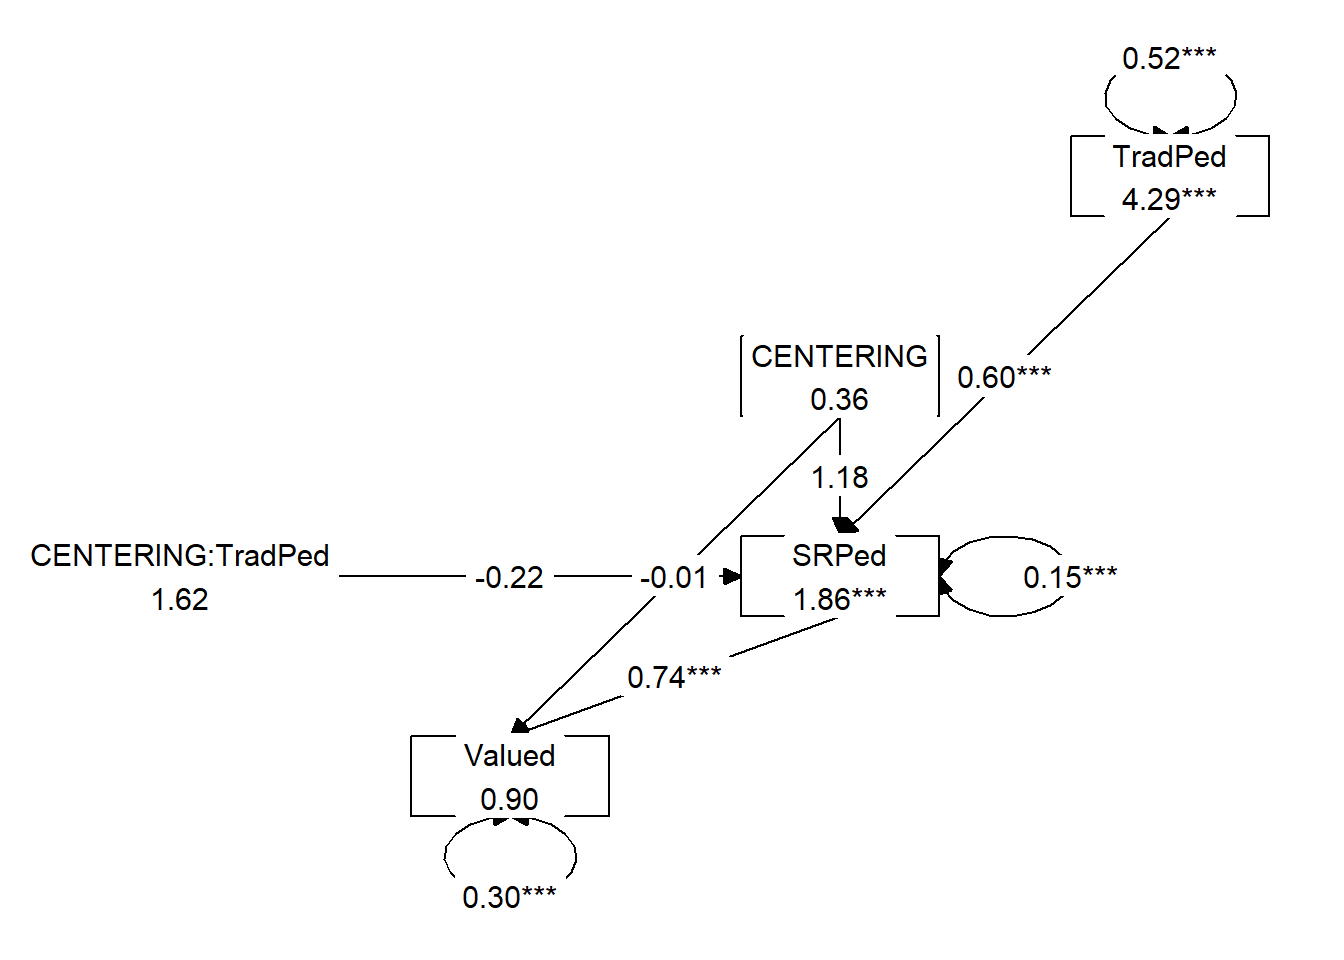 0.52***
TradPed
4.29***
CENTERING
0.36
0.60***
1.18
CENTERING:TradPed
1.62
-0.22
-0.01
SRPed
1.86***
0.15***
0.74***
Valued
0.90
0.30***